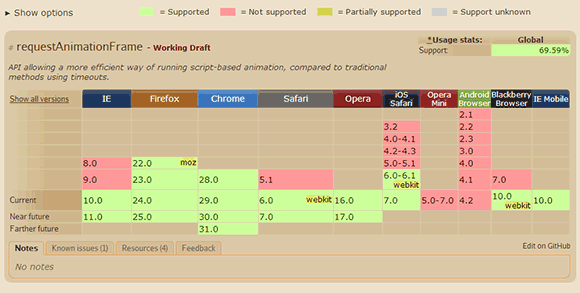 ► Show options
= Supported = Not supported = Partially supported = Support unknown
# requestAnimationFrame - Working Draft
*Usage stats: Global
Support: 69.59%
API allowing a more efficient way of running script-based animation, compared to traditional
methods using timeouts.
Show all versions IE Firefox Chrome Safari Opera iOS Safari Opera Mini Android Browser Blackberry Browser IE Mobile
2.1
3.2 2.2
4.0-4.1 2.3
4.2-4.3 3.0
8.0 22.0 moz 5.0-5.1 4.0
9.0 23.0 28.0 5.1 6.0-6.1 webkit 4.1 7.0
Current 10.0 24.0 29.0 6.0 webkit 16.0 7.0 5.0-7.0 4.2 10.0 webkit 10.0
Near future 11.0 25.0 30.0 7.0 17.0
Farther future 31.0
Notes Known issues (1) Resources (4) Feedback Edit on GitHub
No notes